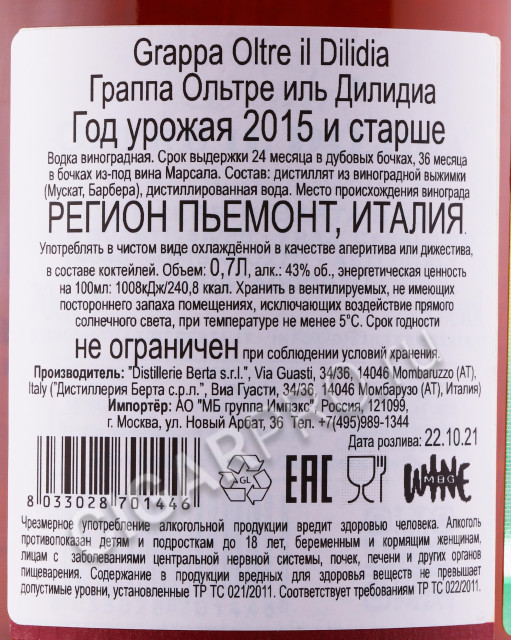 Grappa Oltre il Dilidia
Граппа Ольтре иль Дилидиа
Год урожая 2015 и старше
Водка виноградная. Срок выдержки 24 месяца в дубовых бочках, 36 месяца
в бочках из-под вина Марсала. Состав: дистиллят из виноградной выжимки
(Мускат, Барбера), дистиллированная вода. Место происхождения винограда
РЕГИОН ПЬЕМОНТ, ИТАЛИЯ.
Употреблять в чистом виде охлаждённой в качестве аперитива или дижестива,
в составе коктейлей. Объем: 0,7Л, алк.: 43% об., энергетическая ценность
на 100мл: 1008кДж/240,8 ккал. Хранить в вентилируемых, не имеющих
постороннего запаха помещениях, исключающих воздействие прямого
солнечного света, при температуре не менее 5°С. Срок годности
не ограничен при соблюдении условий хранения.
Производитель: "Distillerie Berta s.r.l.", Via Guasti, 34/36, 14046 Mombaruzzo (AT),
Italy ("Дистиллерия Берта с.р.л.", Виа Гуасти, 34/36, 14046 Момбарузо (АТ), Италия)
Импортёр: АО "МБ группа Импэкс", Россия, 121099,
г. Москва, ул. Новый Арбат, 36 Тел. +7(495)989-1344
Дата розлива: 22.10.21
GL
EAC
WINE
MBG
8 033028 701446
Чрезмерное употребление алкогольной продукции вредит здоровью человека. Алкоголь
противопоказан детям и подросткам до 18 лет, беременным и кормящим женщинам,
лицам с заболеваниями центральной нервной системы, почек, печени и других органов
пищеварения. Содержание в продукции вредных для здоровья веществ не превышает
допустимые уровни, установленные ТР ТС 021/2011. Соответствует требованиям ТР ТС 022/2011.
CIGARPRO.RU